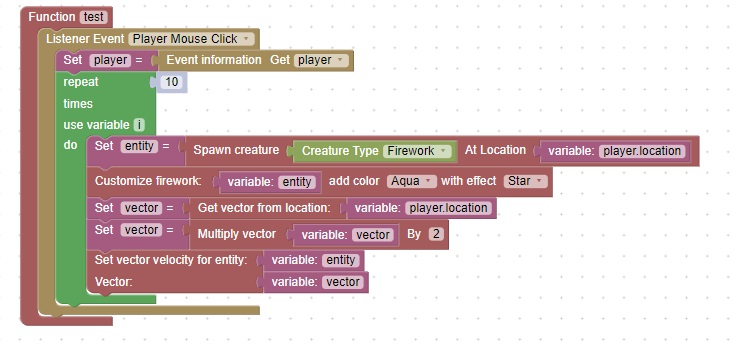 Function test
Listener Event Player Mouse Click
Set player = Event information Get player
repeat 10
times
use variable i
do Set entity = Spawn creature Creature Type Firework At Location variable: player.location
Customize firework: variable: entity add color Aqua with effect Star
Set vector = Get vector from location: variable: player.location
Set vector = Multiply vector variable: vector By 2
Set vector velocity for entity: variable: entity
Vector: variable: vector